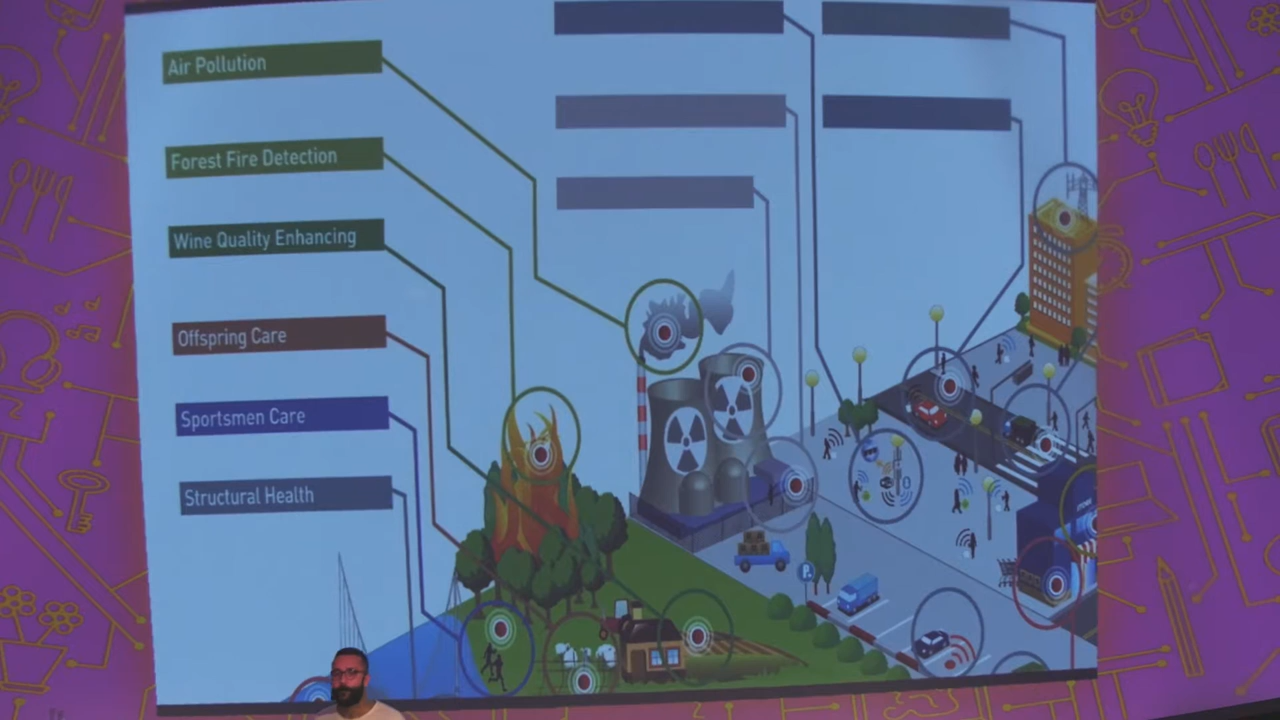 Air Pollution
Forest Fire Detection
Wine Quality Enhancing
Offspring Care
Sportsmen Care
Structural Health